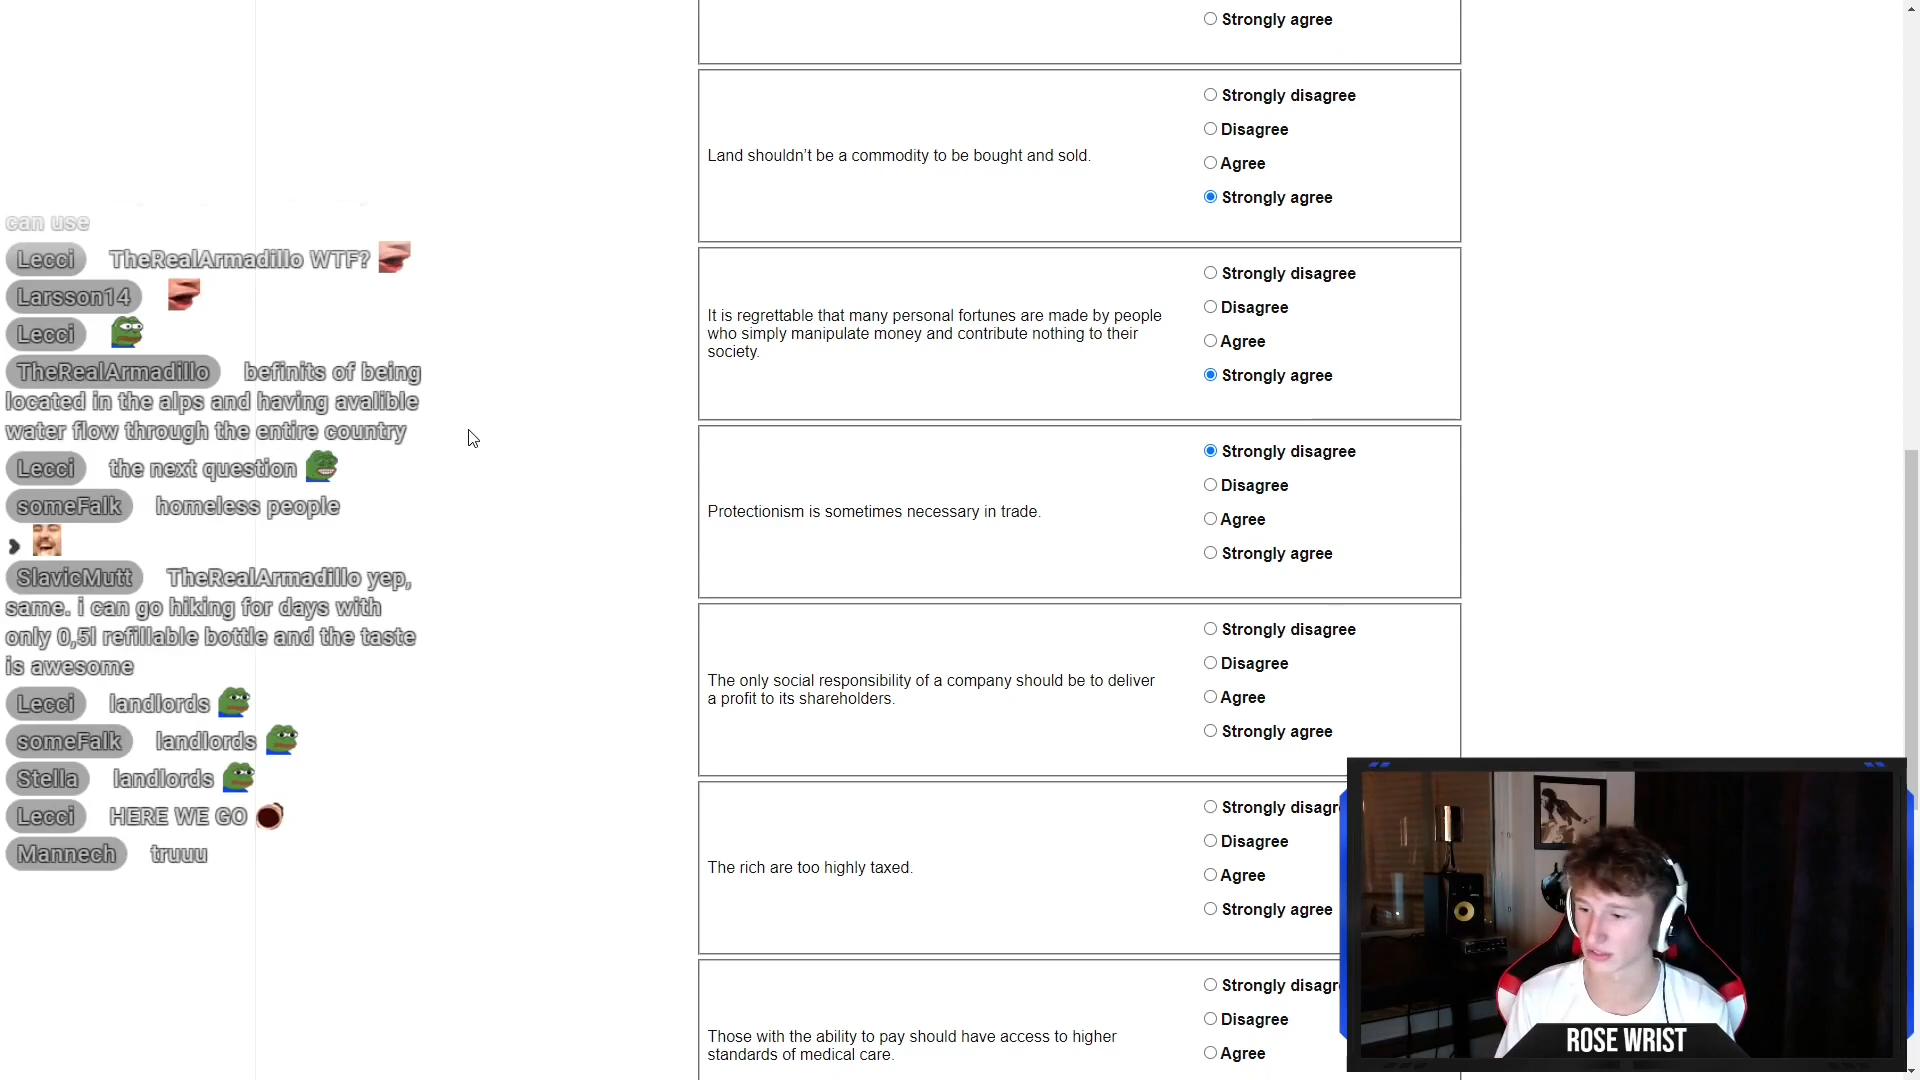 can use
Lecci TheRealArmadillo WTF?
Larsson14
Lecci
TheRealArmadillo befinits of being
located in the alps and having avalible
water flow through the entire country
Lecci the next question
someFalk homeless people
SlavicMutt TheRealArmadillo yep,
same. i can go hiking for days with
only 0,5l refillable bottle and the taste
is awesome
Lecci landlords
someFalk landlords
Stella landlords
Lecci HERE WE GO
Mannech truuu
Strongly agree
Strongly disagree
Disagree
Land shouldn’t be a commodity to be bought and sold.
Agree
Strongly agree
Strongly disagree
Disagree
It is regrettable that many personal fortunes are made by people
who simply manipulate money and contribute nothing to their
society.
Agree
Strongly agree
Strongly disagree
Disagree
Protectionism is sometimes necessary in trade.
Agree
Strongly agree
Strongly disagree
Disagree
The only social responsibility of a company should be to deliver
a profit to its shareholders.
Agree
Strongly agree
Strongly disagr
Disagree
The rich are too highly taxed.
Agree
Strongly agree
Strongly disagr
Disagree
Those with the ability to pay should have access to higher
standards of medical care.
Agree
ROSE WRIST